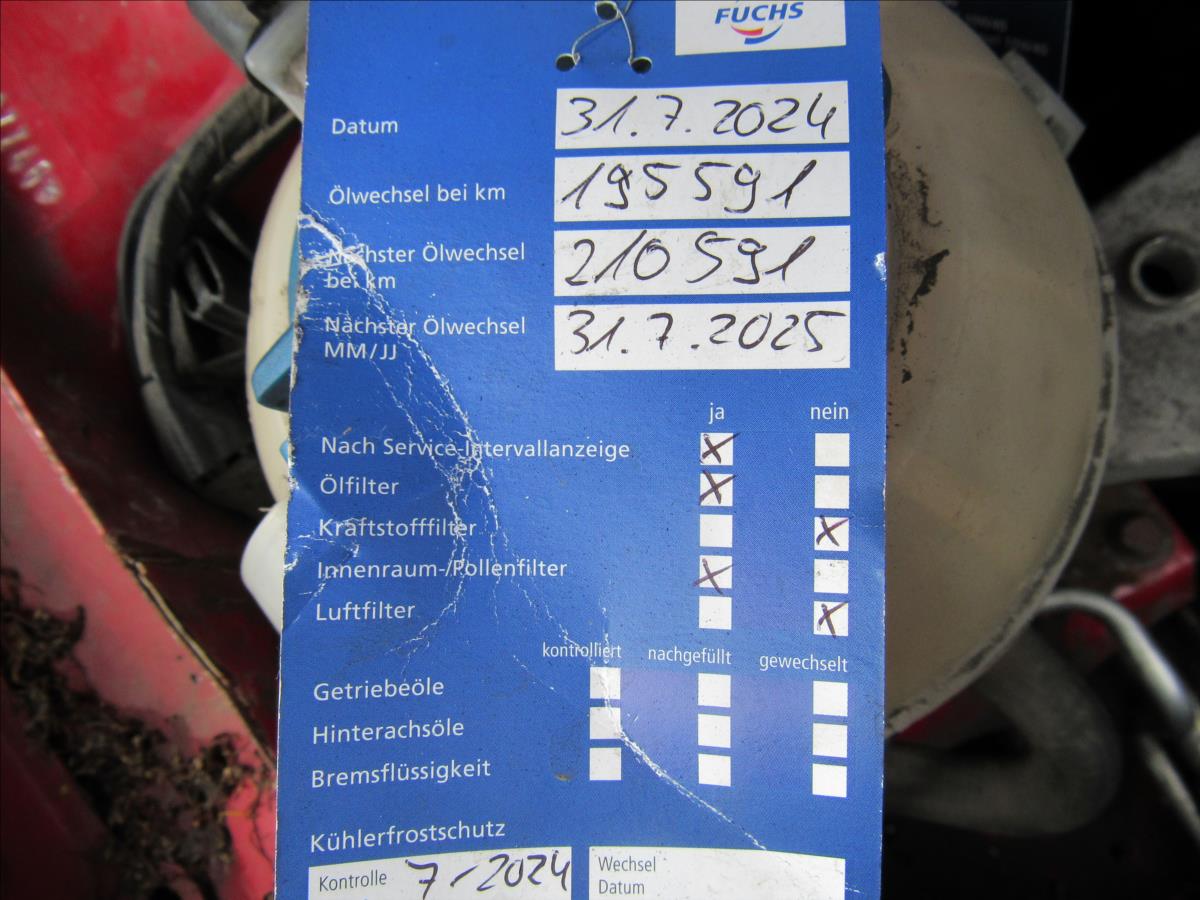 FUCHS
Datum 31.7.2024
Ölwechsel bei km 195591
Nächster Ölwechsel bei km 210591
Nächster Ölwechsel MM/JJ 31.7.2025
ja nein
Nach Service-Intervallanzeige X
Ölfilter X
Kraftstofffilter X
Innenraum-/Pollenfilter X
Luftfilter X
kontrolliert nachgefüllt gewechselt
Getriebeöle
Hinterachsöle
Bremsflüssigkeit
Kühlerfrostschutz
Kontrolle 7/2024
Wechsel
Datum